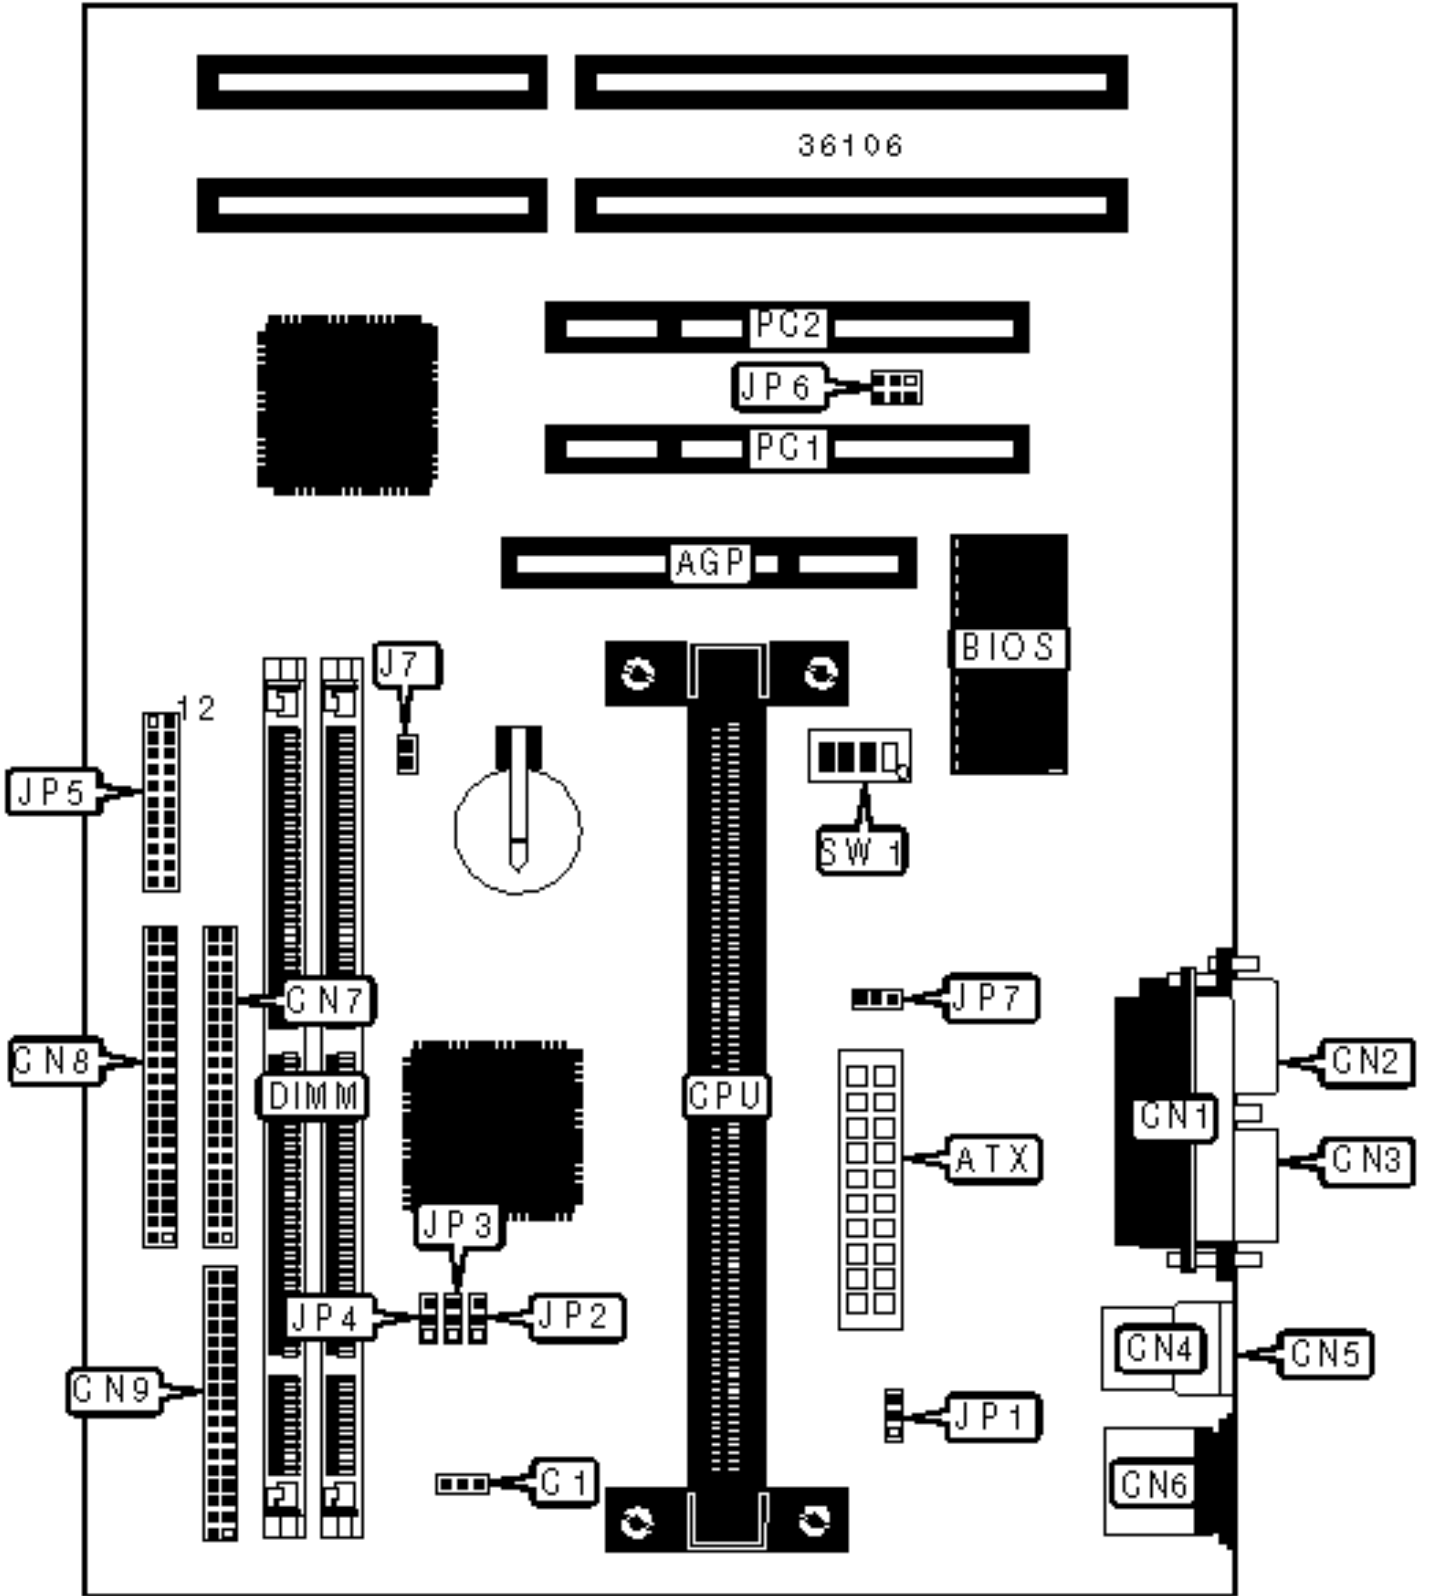 36106
PC2
JP6
PC1
AGP
BIOS
J7
12
JP5
SW1
CN7
JP7
CN8
CN2
DIMM
CPU
CN1
ATX
CN3
JP3
JP4
JP2
CN4
CN5
CN9
JP1
C1
CN6